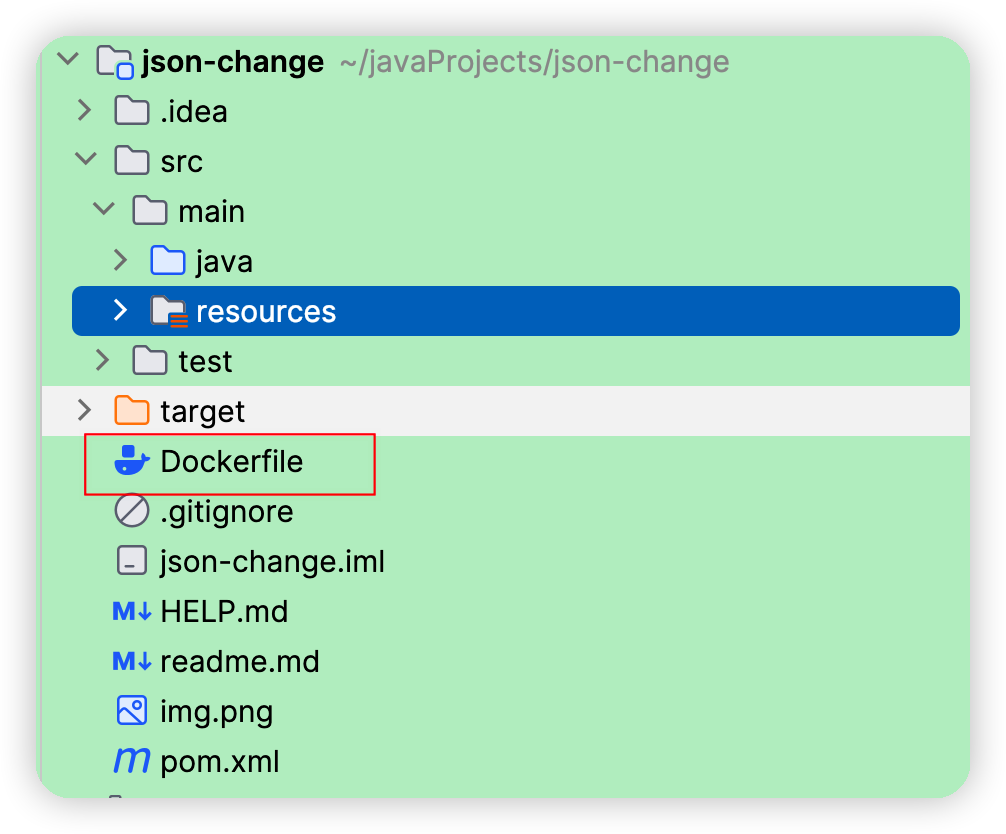 json-change ~/javaProjects/json-change
.idea
src
main
java
resources
test
target
Dockerfile
.gitignore
json-change.iml
M↓ HELP.md
M↓ readme.md
img.png
m pom.xml